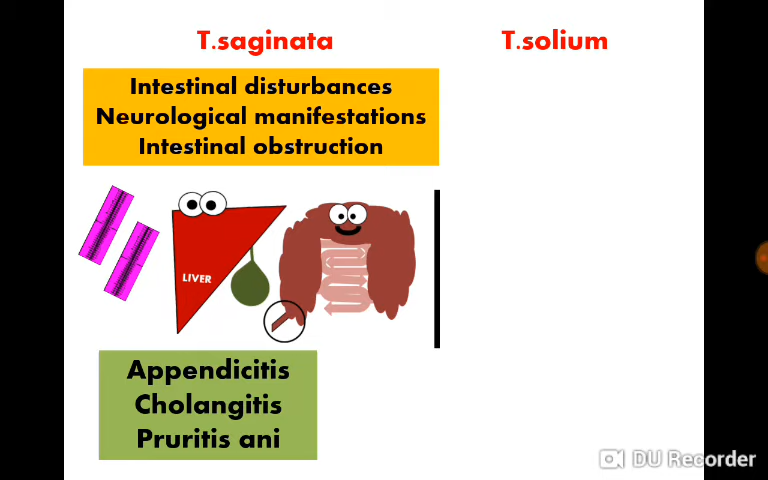 T.saginata
T.solium
Intestinal disturbances
Neurological manifestations
Intestinal obstruction
LIVER
Appendicitis
Cholangitis
Pruritis ani
DU Recorder